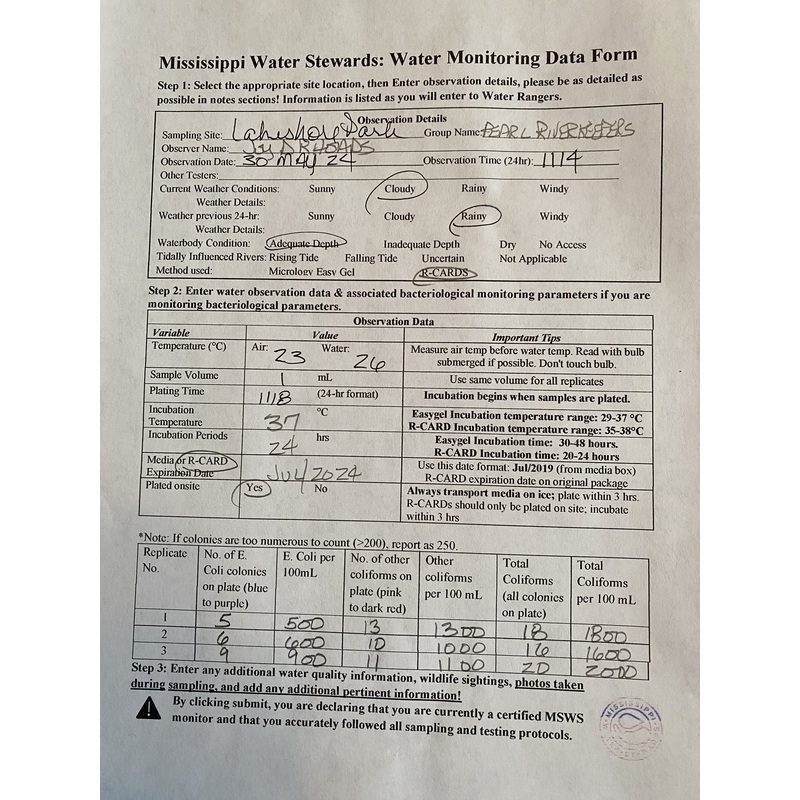 Mississippi Water Stewards: Water Monitoring Data Form
Step 1: Select the appropriate site location, then Enter observation details, please be as detailed as
possible in notes sections! Information is listed as you will enter to Water Rangers.
Observation Details
Sampling Site: Lakeshore Park Group Name: PEARL RIVERKEEPERS
Observer Name: JUD RHOADS
Observation Date: 30 MAY 24 Observation Time (24hr): 1114
Other Testers:
Current Weather Conditions: Sunny Cloudy Rainy Windy
Weather Details:
Weather previous 24-hr: Sunny Cloudy Rainy Windy
Weather Details:
Waterbody Condition: Adequate Depth Inadequate Depth Dry No Access
Tidally Influenced Rivers: Rising Tide Falling Tide Uncertain Not Applicable
Method used: Micrology Easy Gel R-CARDS
Step 2: Enter water observation data & associated bacteriological monitoring parameters if you are
monitoring bacteriological parameters.
Observation Data
Variable Value Important Tips
Temperature (°C) Air: 23 Water: 26 Measure air temp before water temp. Read with bulb
submerged if possible. Don't touch bulb.
Sample Volume 1 mL Use same volume for all replicates
Plating Time 1118 (24-hr format) Incubation begins when samples are plated.
Incubation
Temperature 37 °C Easygel Incubation temperature range: 29-37 °C
R-CARD Incubation temperature range: 35-38°C
Incubation Periods 24 hrs Easygel Incubation time: 30-48 hours.
R-CARD Incubation time: 20-24 hours
Media or R-CARD
Expiration Date Jul/2024 Use this date format: Jul/2019 (from media box)
R-CARD expiration date on original package
Plated onsite Yes No Always transport media on ice; plate within 3 hrs.
R-CARDs should only be plated on site; incubate
within 3 hrs
*Note: If colonies are too numerous to count (>200), report as 250.
Replicate No. of E. E. Coli per No. of other Other Total Total
No. Coli colonies 100mL coliforms on coliforms Coliforms Coliforms
on plate (blue plate (pink per 100 mL (all colonies per 100 mL
to purple) to dark red) on plate)
1 5 500 13 1300 18 1800
2 6 600 10 1000 16 1600
3 9 900 11 1100 20 2000
Step 3: Enter any additional water quality information, wildlife sightings, photos taken
during sampling, and add any additional pertinent information!
By clicking submit, you are declaring that you are currently a certified MSWS
monitor and that you accurately followed all sampling and testing protocols.
MISSISSIPPI